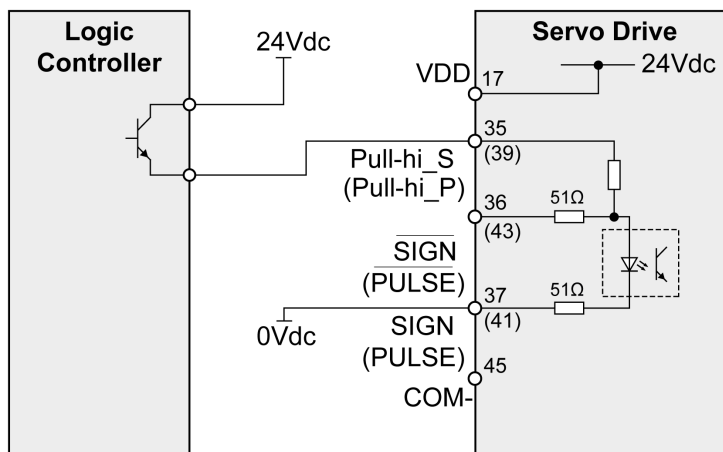 Logic
Controller
24Vdc
Servo Drive
24Vdc
VDD
17
35
(39)
Pull-hi_S
(Pull-hi_P)
36
(43)
51Ω
SIGN
(PULSE)
37
(41)
51Ω
0Vdc
SIGN
(PULSE)
45
COM-